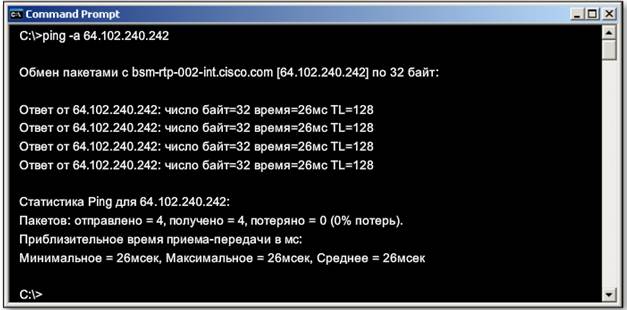 Command Prompt
C:\>ping -a 64.102.240.242
Обмен пакетами с bsm-rtp-002-int.cisco.com [64.102.240.242] по 32 байт:
Ответ от 64.102.240.242: число байт=32 время=26мс TL=128
Ответ от 64.102.240.242: число байт=32 время=26мс TL=128
Ответ от 64.102.240.242: число байт=32 время=26мс TL=128
Ответ от 64.102.240.242: число байт=32 время=26мс TL=128
Статистика Ping для 64.102.240.242:
Пакетов: отправлено = 4, получено = 4, потеряно = 0 (0% потерь).
Приблизительное время приема-передачи в мс:
Минимальное = 26мсек, Максимальное = 26мсек, Среднее = 26мсек
C:\>